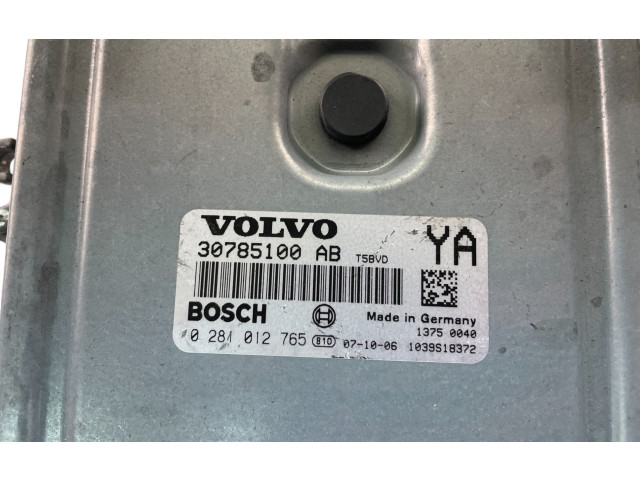 VOLVO
30785100 AB T5BVD YA
BOSCH Made in Germany
1375 0040
0 281 012 765 810 07-10-06 1039S18372